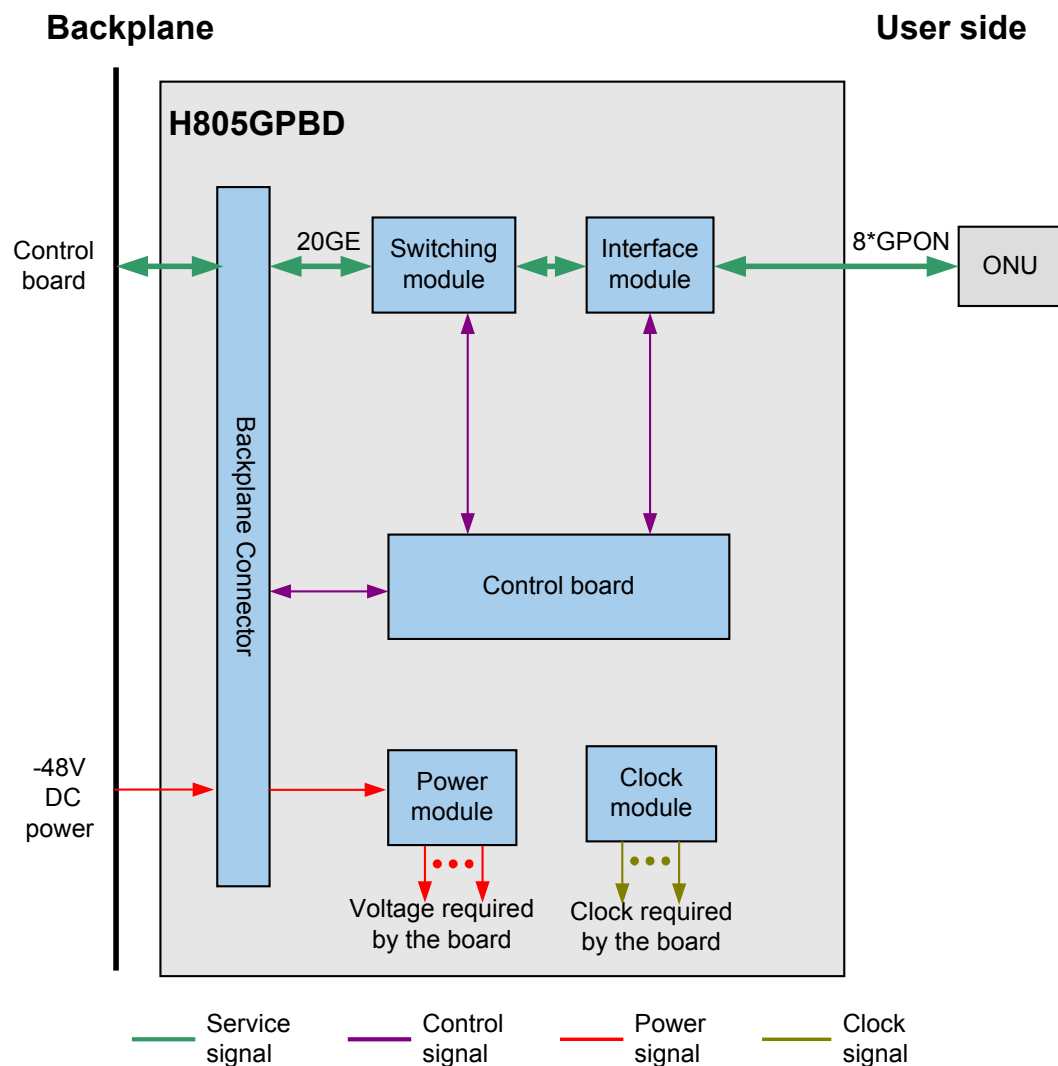 Backplane
User side
H805GPBD
Control
board
20GE
Switching
module
Interface
module
8*GPON
ONU
Backplane Connector
Control board
-48V
DC
power
Power
module
Clock
module
Voltage required
by the board
Clock required
by the board
Service
signal
Control
signal
Power
signal
Clock
signal